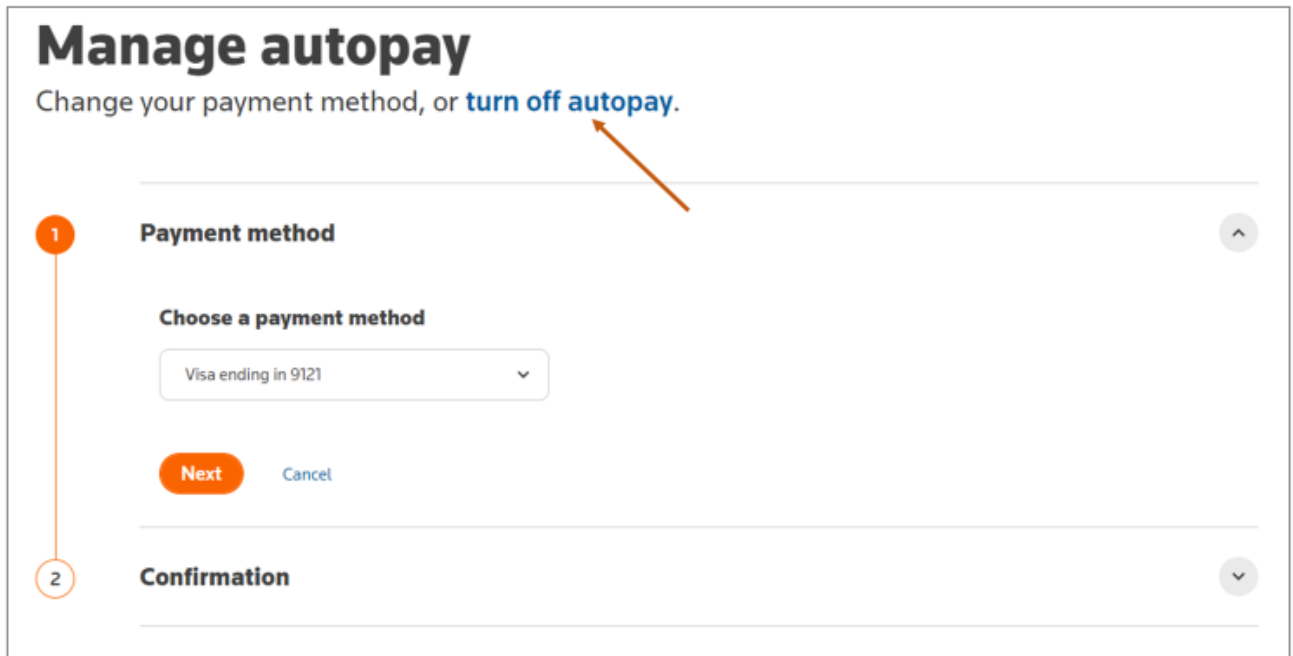 Manage autopay
Change your payment method, or turn off autopay.
1
Payment method
Choose a payment method
Visa ending in 9121
Next
Cancel
2
Confirmation